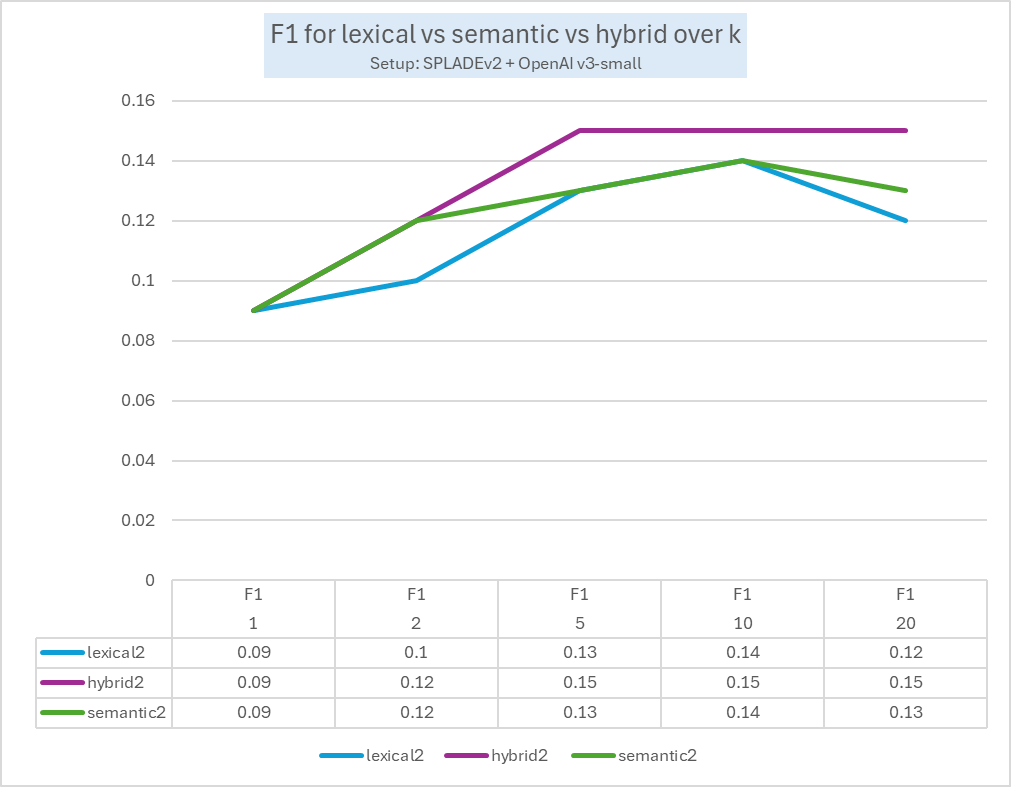 F1 for lexical vs semantic vs hybrid over k
Setup: SPLADEv2 + OpenAI v3-small
0.16
0.14
0.12
0.1
0.08
0.06
0.04
0.02
0
F1 F1 F1 F1 F1
1 2 5 10 20
lexical2 0.09 0.1 0.13 0.14 0.12
hybrid2 0.09 0.12 0.15 0.15 0.15
semantic2 0.09 0.12 0.13 0.14 0.13
lexical2 hybrid2 semantic2